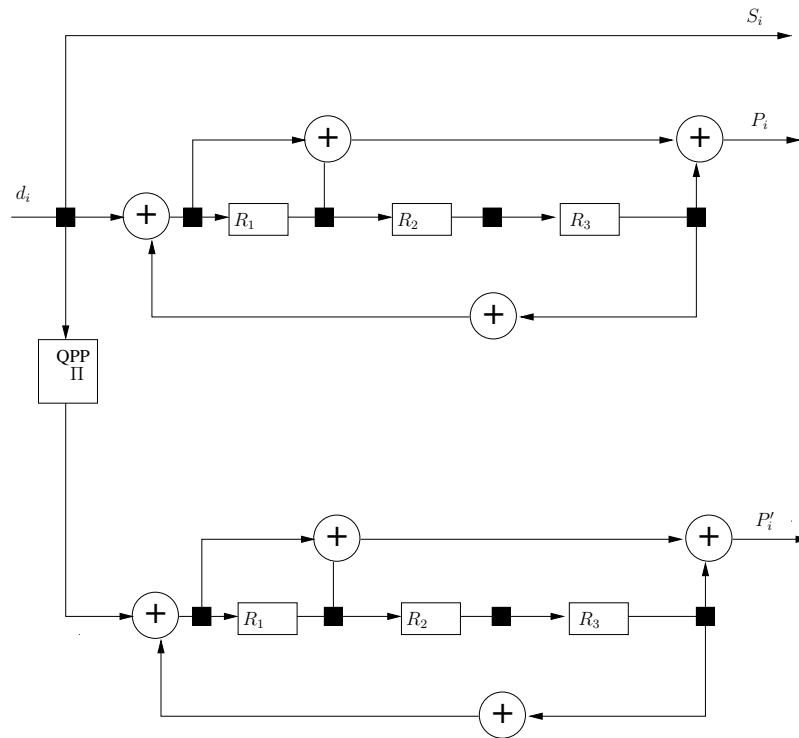 S_i
P_i
+
+
d_i
+
R_1
R_2
R_3
+
QPP
Π
P'_i
+
+
+
R_1
R_2
R_3
+